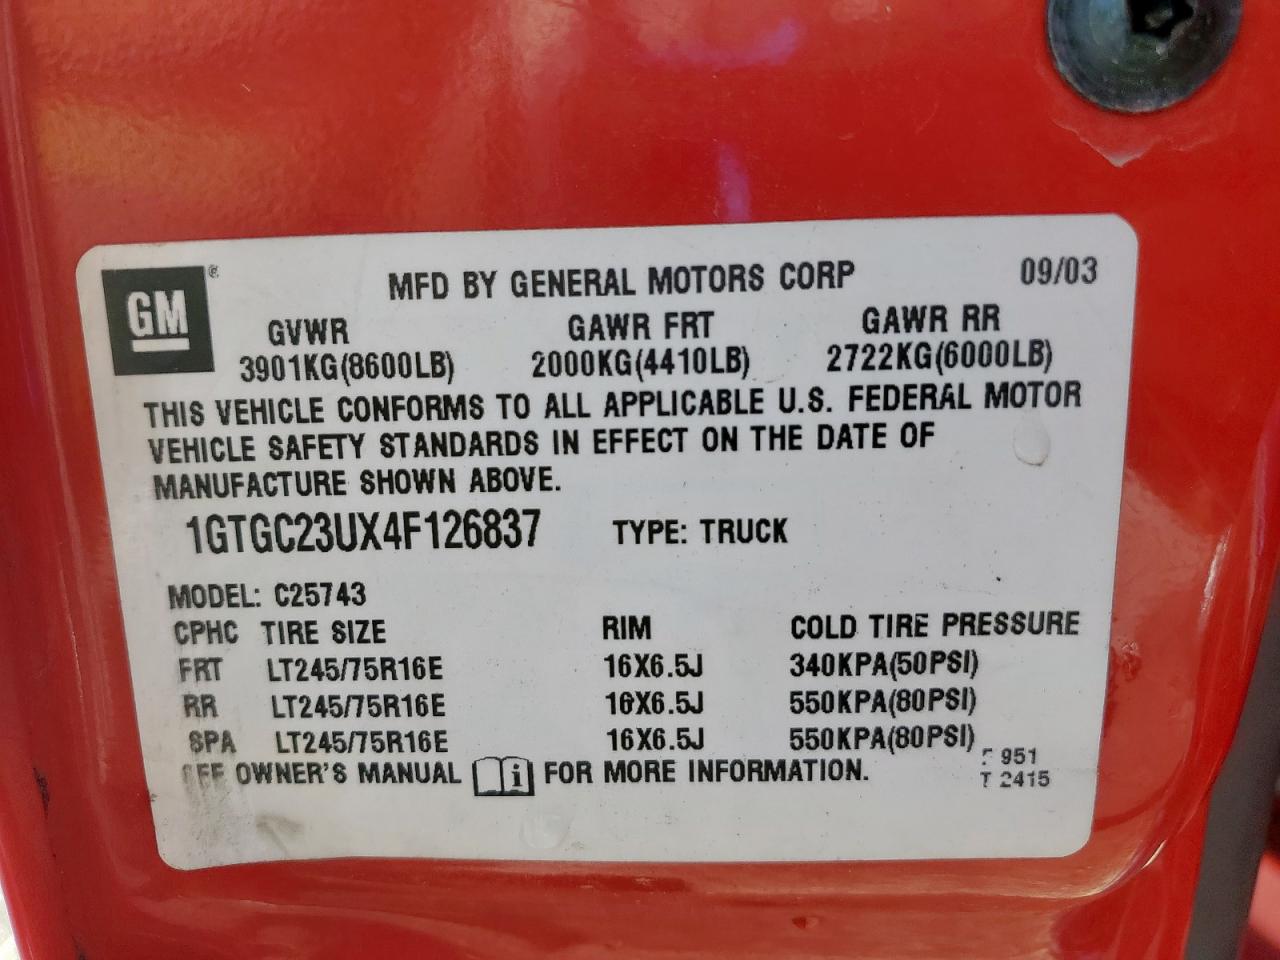 GM®
MFD BY GENERAL MOTORS CORP 09/03
GVWR GAWR FRT GAWR RR
3901KG(8600LB) 2000KG(4410LB) 2722KG(6000LB)
THIS VEHICLE CONFORMS TO ALL APPLICABLE U.S. FEDERAL MOTOR
VEHICLE SAFETY STANDARDS IN EFFECT ON THE DATE OF
MANUFACTURE SHOWN ABOVE.
1GTGC23UX4F126837 TYPE: TRUCK
MODEL: C25743
CPHC TIRE SIZE RIM COLD TIRE PRESSURE
FRT LT245/75R16E 16X6.5J 340KPA(50PSI)
RR LT245/75R16E 16X6.5J 550KPA(80PSI)
SPA LT245/75R16E 16X6.5J 550KPA(80PSI)
SEE OWNER'S MANUAL i FOR MORE INFORMATION.
951
T 2415